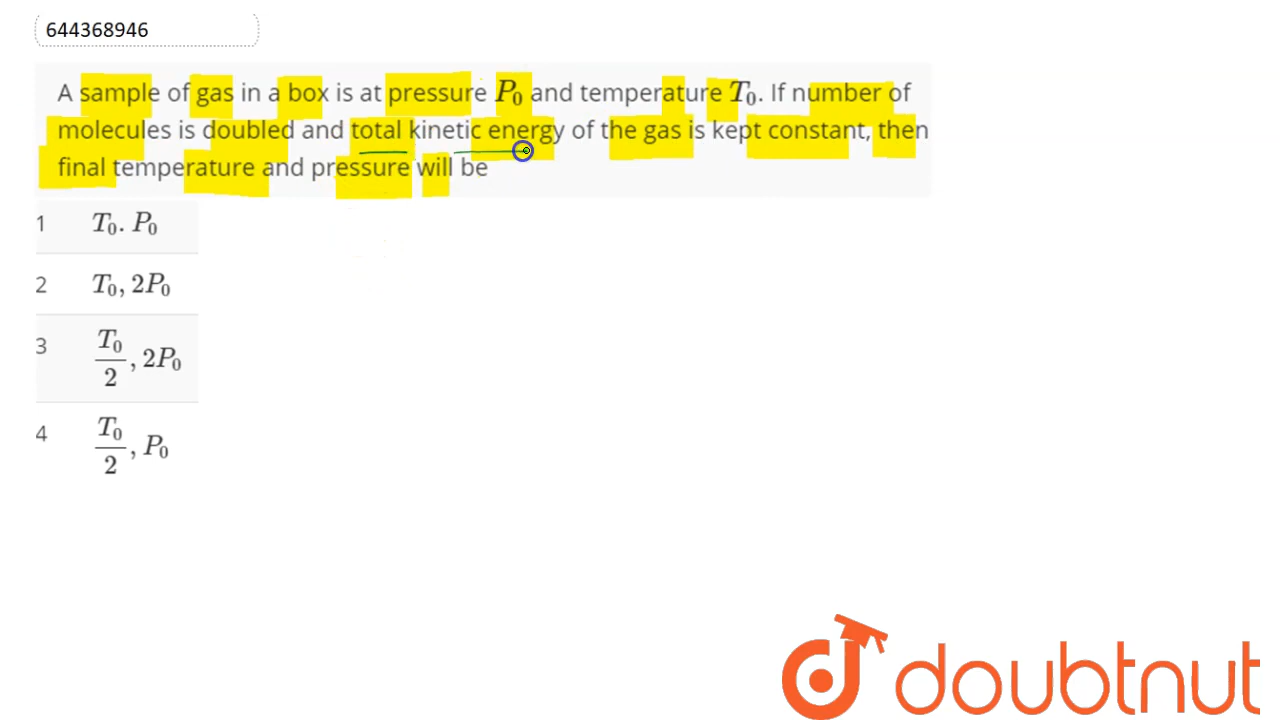 644368946
A sample of gas in a box is at pressure P₀ and temperature T₀. If number of
molecules is doubled and total kinetic energy of the gas is kept constant, then
final temperature and pressure will be
1 T₀. P₀
2 T₀, 2P₀
3 T₀/2, 2P₀
4 T₀/2, P₀
doubtnut